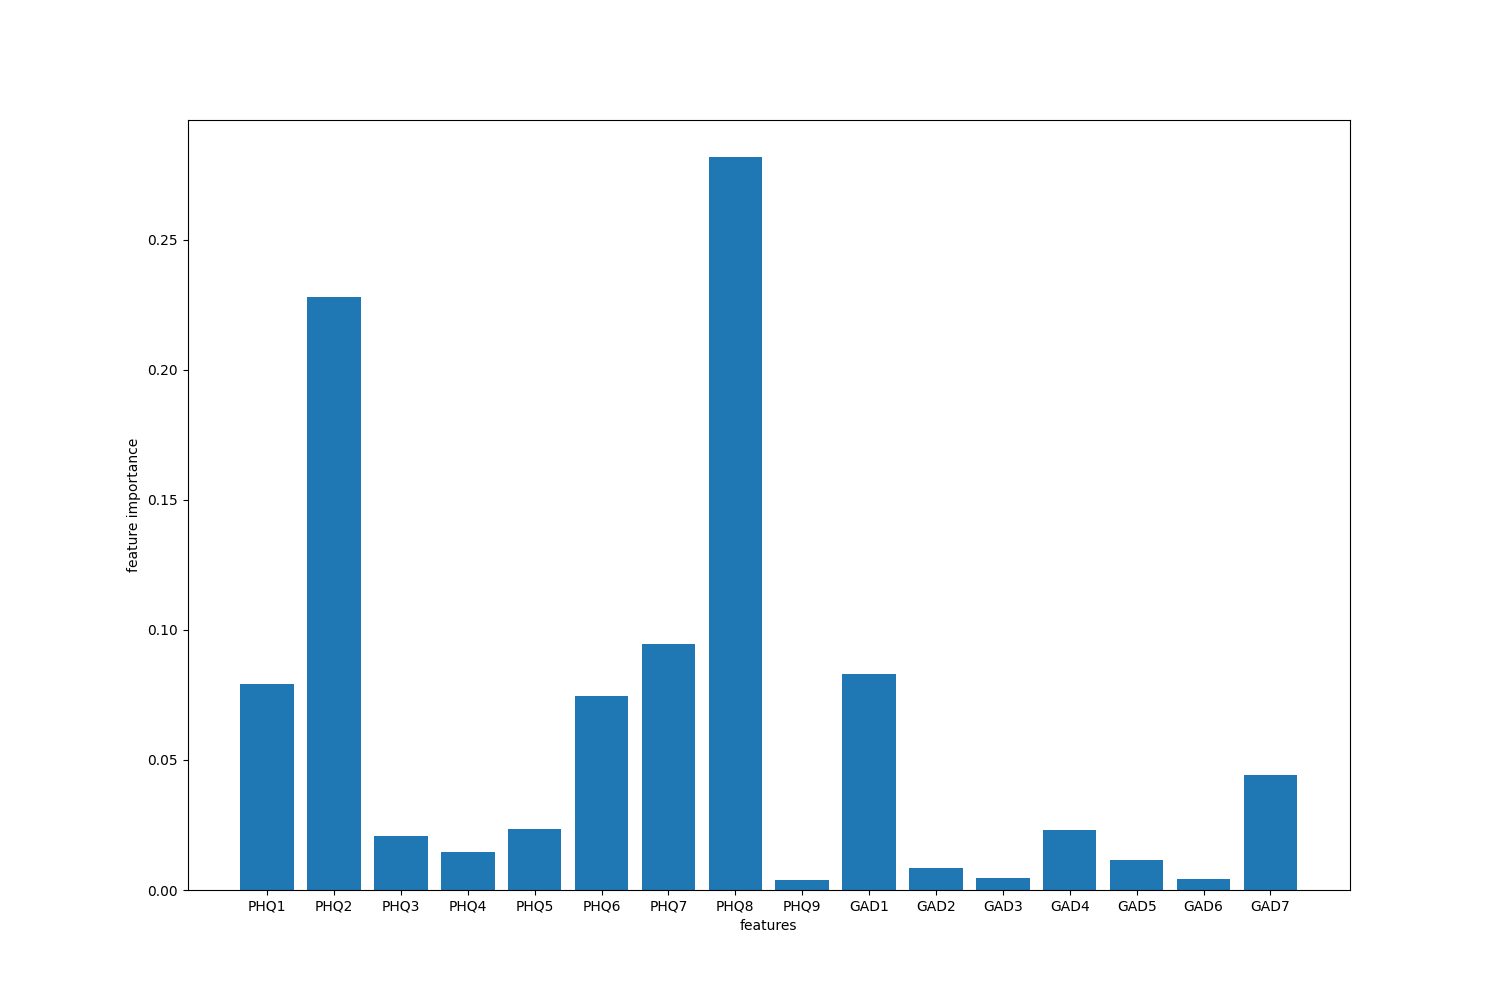 feature importance
0.25
0.20
0.15
0.10
0.05
0.00
PHQ1 PHQ2 PHQ3 PHQ4 PHQ5 PHQ6 PHQ7 PHQ8 PHQ9 GAD1 GAD2 GAD3 GAD4 GAD5 GAD6 GAD7
features